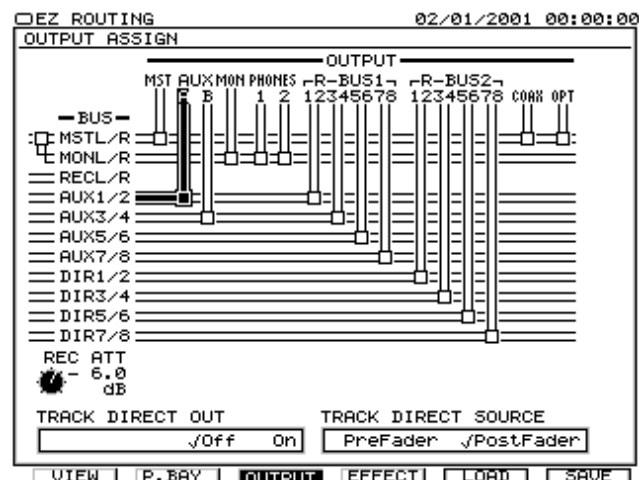 EZ ROUTING 02/01/2001 00:00:00
OUTPUT ASSIGN
OUTPUT
MST AUX MON PHONES R-BUS1 R-BUS2
B 1 2 12345678 12345678 COAX OPT
BUS
MSTL/R
MONL/R
RECL/R
AUX1/2
AUX3/4
AUX5/6
AUX7/8
DIR1/2
DIR3/4
DIR5/6
DIR7/8
REC ATT
- 6.0
dB
TRACK DIRECT OUT TRACK DIRECT SOURCE
√Off On PreFader √PostFader
VIEW P.BAY OUTPUT EFFECT LOAD SAVE